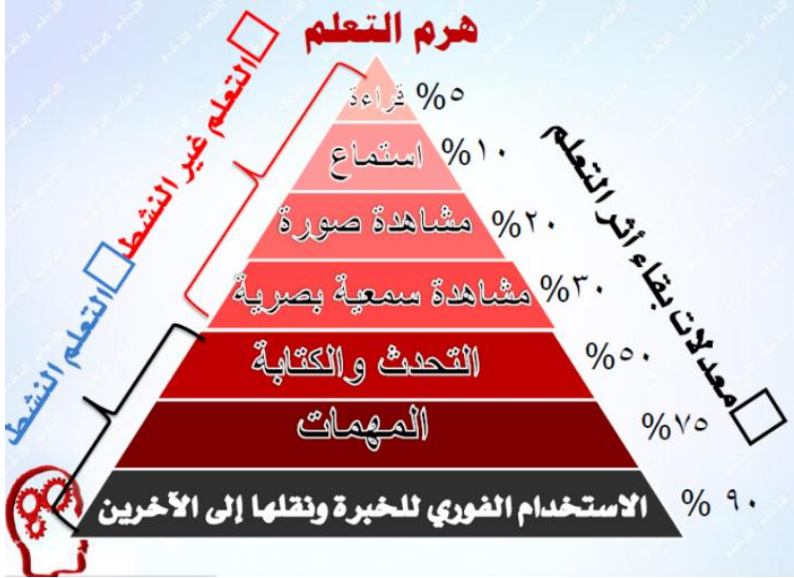 هرم التعلم
قراءة %٥
استماع %١٠
مشاهدة صورة %٢٠
مشاهدة سمعية بصرية %٣٠
التحدث والكتابة %٥٠
المهمات %٧٥
الاستخدام الفوري للخبرة ونقلها إلى الآخرين % ٩٠
معدلات بقاء أثر التعلم
التعلم غير النشط
التعلم النشط